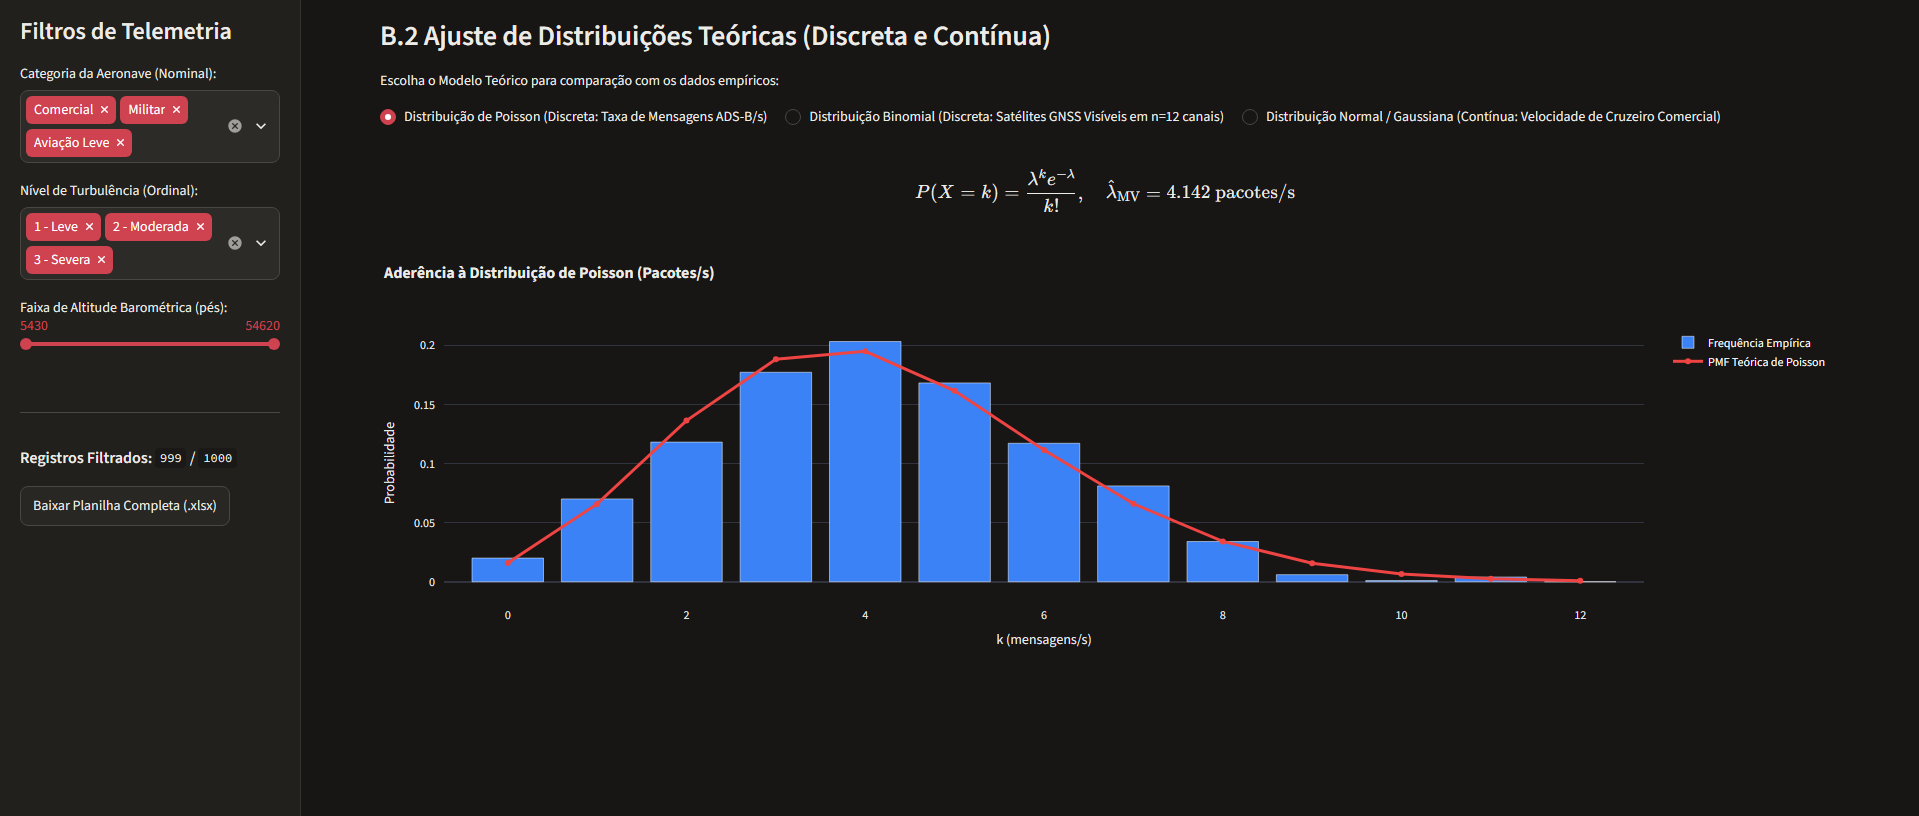 Filtros de Telemetria
Categoria da Aeronave (Nominal):
Comercial × Militar ×
Aviação Leve ×
Nível de Turbulência (Ordinal):
1 - Leve × 2 - Moderada ×
3 - Severa ×
Faixa de Altitude Barométrica (pés):
5430 54620
Registros Filtrados: 999 / 1000
Baixar Planilha Completa (.xlsx)
B.2 Ajuste de Distribuições Teóricas (Discreta e Contínua)
Escolha o Modelo Teórico para comparação com os dados empíricos:
Distribuição de Poisson (Discreta: Taxa de Mensagens ADS-B/s) Distribuição Binomial (Discreta: Satélites GNSS Visíveis em n=12 canais) Distribuição Normal / Gaussiana (Contínua: Velocidade de Cruzeiro Comercial)
P(X = k) = λ^k e^−λ / k!, λ̂_MV = 4.142 pacotes/s
Aderência à Distribuição de Poisson (Pacotes/s)
Probabilidade
0.2
0.15
0.1
0.05
0
0 2 4 6 8 10 12
k (mensagens/s)
Frequência Empírica
PMF Teórica de Poisson